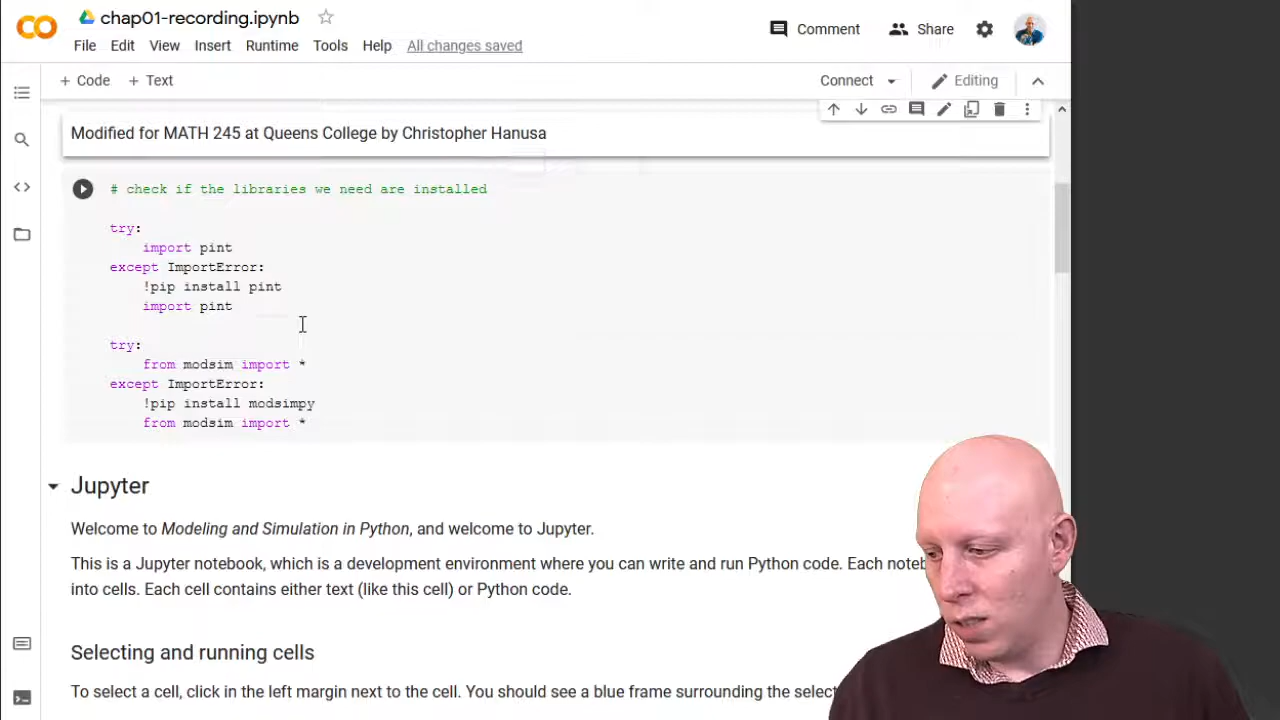 chap01-recording.ipynb
File Edit View Insert Runtime Tools Help All changes saved
Comment Share
+ Code + Text
Connect Editing
Modified for MATH 245 at Queens College by Christopher Hanusa
# check if the libraries we need are installed
try:
import pint
except ImportError:
!pip install pint
import pint
try:
from modsim import *
except ImportError:
!pip install modsimpy
from modsim import *
Jupyter
Welcome to Modeling and Simulation in Python, and welcome to Jupyter.
This is a Jupyter notebook, which is a development environment where you can write and run Python code. Each
into cells. Each cell contains either text (like this cell) or Python code.
Selecting and running cells
To select a cell, click in the left margin next to the cell. You should see a blue frame surrounding the